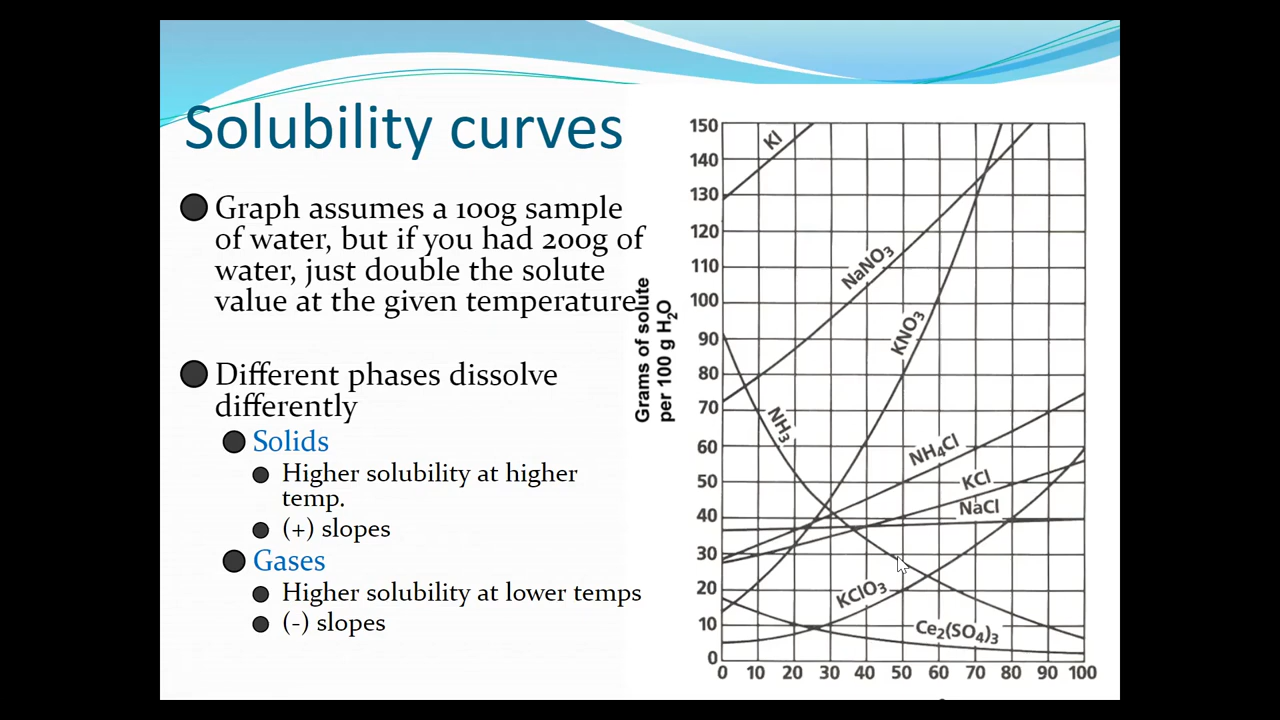 Solubility curves
Graph assumes a 100g sample
of water, but if you had 200g of
water, just double the solute
value at the given temperature
Different phases dissolve
differently
Solids
Higher solubility at higher
temp.
(+) slopes
Gases
Higher solubility at lower temps
(-) slopes
Grams of solute
per 100 g H₂O
150
140
130
120
110
100
90
80
70
60
50
40
30
20
10
0
KI
NaNO₃
KNO₃
NH₃
NH₄Cl
KCl
NaCl
KClO₃
Ce₂(SO₄)₃
0 10 20 30 40 50 60 70 80 90 100